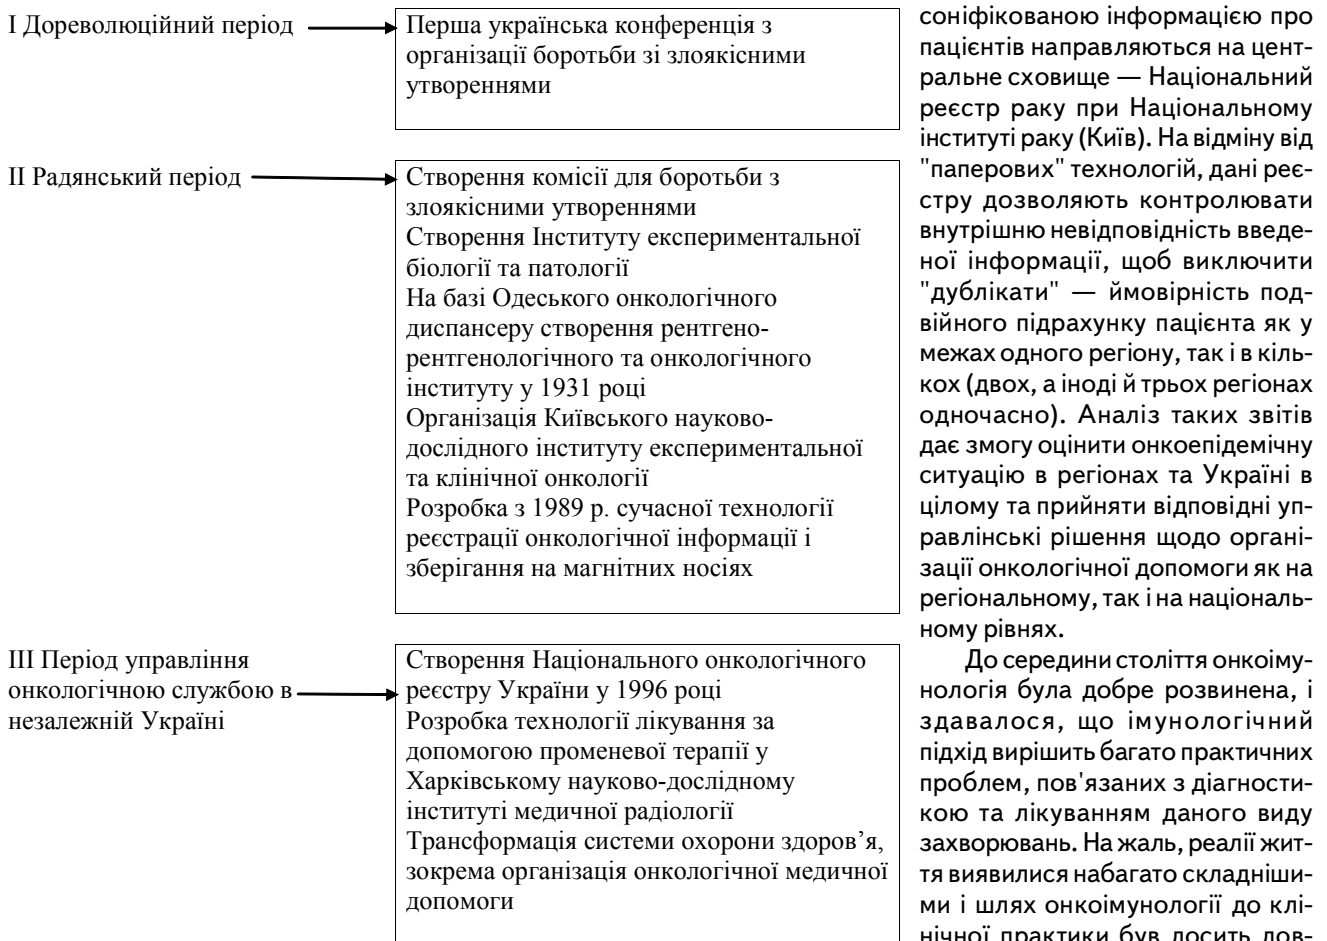 І Дореволюційний період
Перша українська конференція з
організації боротьби зі злоякісними
утвореннями
ІІ Радянський період
Створення комісії для боротьби з
злоякісними утвореннями
Створення Інституту експериментальної
біології та патології
На базі Одеського онкологічного
диспансеру створення рентгено-
рентгенологічного та онкологічного
інституту у 1931 році
Організація Київського науково-
дослідного інституту експериментальної
та клінічної онкології
Розробка з 1989 р. сучасної технології
реєстрації онкологічної інформації і
зберігання на магнітних носіях
ІІІ Період управління
онкологічною службою в
незалежній Україні
Створення Національного онкологічного
реєстру України у 1996 році
Розробка технології лікування за
допомогою променевої терапії у
Харківському науково-дослідному
інституті медичної радіології
Трансформація системи охорони здоров’я,
зокрема організація онкологічної медичної
допомоги
соніфікованою інформацією про
пацієнтів направляються на цент-
ральне сховище — Національний
реєстр раку при Національному
інституті раку (Київ). На відміну від
"паперових" технологій, дані реє-
стру дозволяють контролювати
внутрішню невідповідність введе-
ної інформації, щоб виключити
"дублікати" — ймовірність под-
війного підрахунку пацієнта як у
межах одного регіону, так і в кіль-
кох (двох, а іноді й трьох регіонах
одночасно). Аналіз таких звітів
дає змогу оцінити онкоепідемічну
ситуацію в регіонах та Україні в
цілому та прийняти відповідні уп-
равлінські рішення щодо органі-
зації онкологічної допомоги як на
регіональному, так і на національ-
ному рівнях.
До середини століття онкоіму-
нологія була добре розвинена, і
здавалося, що імунологічний
підхід вирішить багато практичних
проблем, пов'язаних з діагности-
кою та лікуванням даного виду
захворювань. На жаль, реалії жит-
тя виявилися набагато складніши-
ми і шлях онкоімунології до клі-
нічної практики був досить дов-